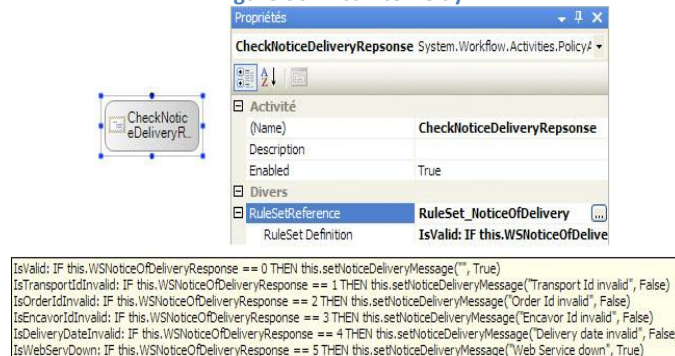 Propriétés
CheckNoticeDeliveryRepsonse System.Workflow.Activities.PolicyA
Activité
(Name) CheckNoticeDeliveryRepsonse
Description
Enabled True
Divers
RuleSetReference RuleSet_NoticeOfDelivery ...
RuleSet Definition IsValid: IF this.WSNoticeOfDelive
CheckNotic
eDeliveryR...
IsValid: IF this.WSNoticeOfDeliveryResponse == 0 THEN this.setNoticeDeliveryMessage("", True)
IsTransportIdInvalid: IF this.WSNoticeOfDeliveryResponse == 1 THEN this.setNoticeDeliveryMessage("Transport Id invalid", False)
IsOrderIdInvalid: IF this.WSNoticeOfDeliveryResponse == 2 THEN this.setNoticeDeliveryMessage("Order Id invalid", False)
IsEncavorIdInvalid: IF this.WSNoticeOfDeliveryResponse == 3 THEN this.setNoticeDeliveryMessage("Encavor Id invalid", False)
IsDeliveryDateInvalid: IF this.WSNoticeOfDeliveryResponse == 4 THEN this.setNoticeDeliveryMessage("Delivery date invalid", False
IsWebServDown: IF this.WSNoticeOfDeliveryResponse == 5 THEN this.setNoticeDeliveryMessage("Web Service down", True)